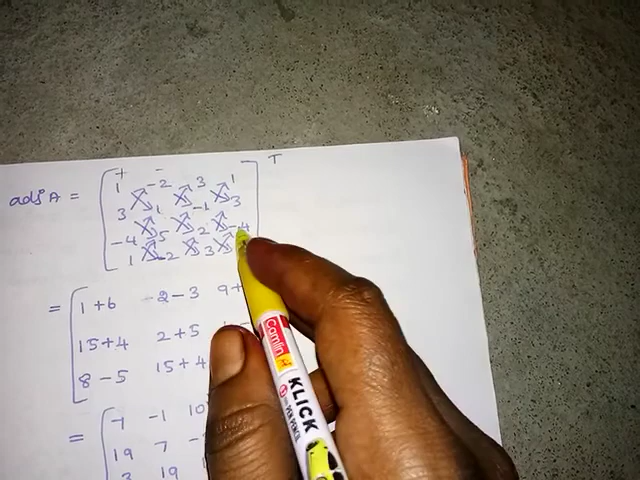 adj A = [ + - T
1 -2 3 1
3 1 -1 3
-4 5 2 -4
1 -2 3
= [ 1+6 -2-3 9+
15+4 2+5
8-5 15+4
= [ 7 -1 10
19 7 -
3 19
Camlin
KLICK
PEN PENCIL